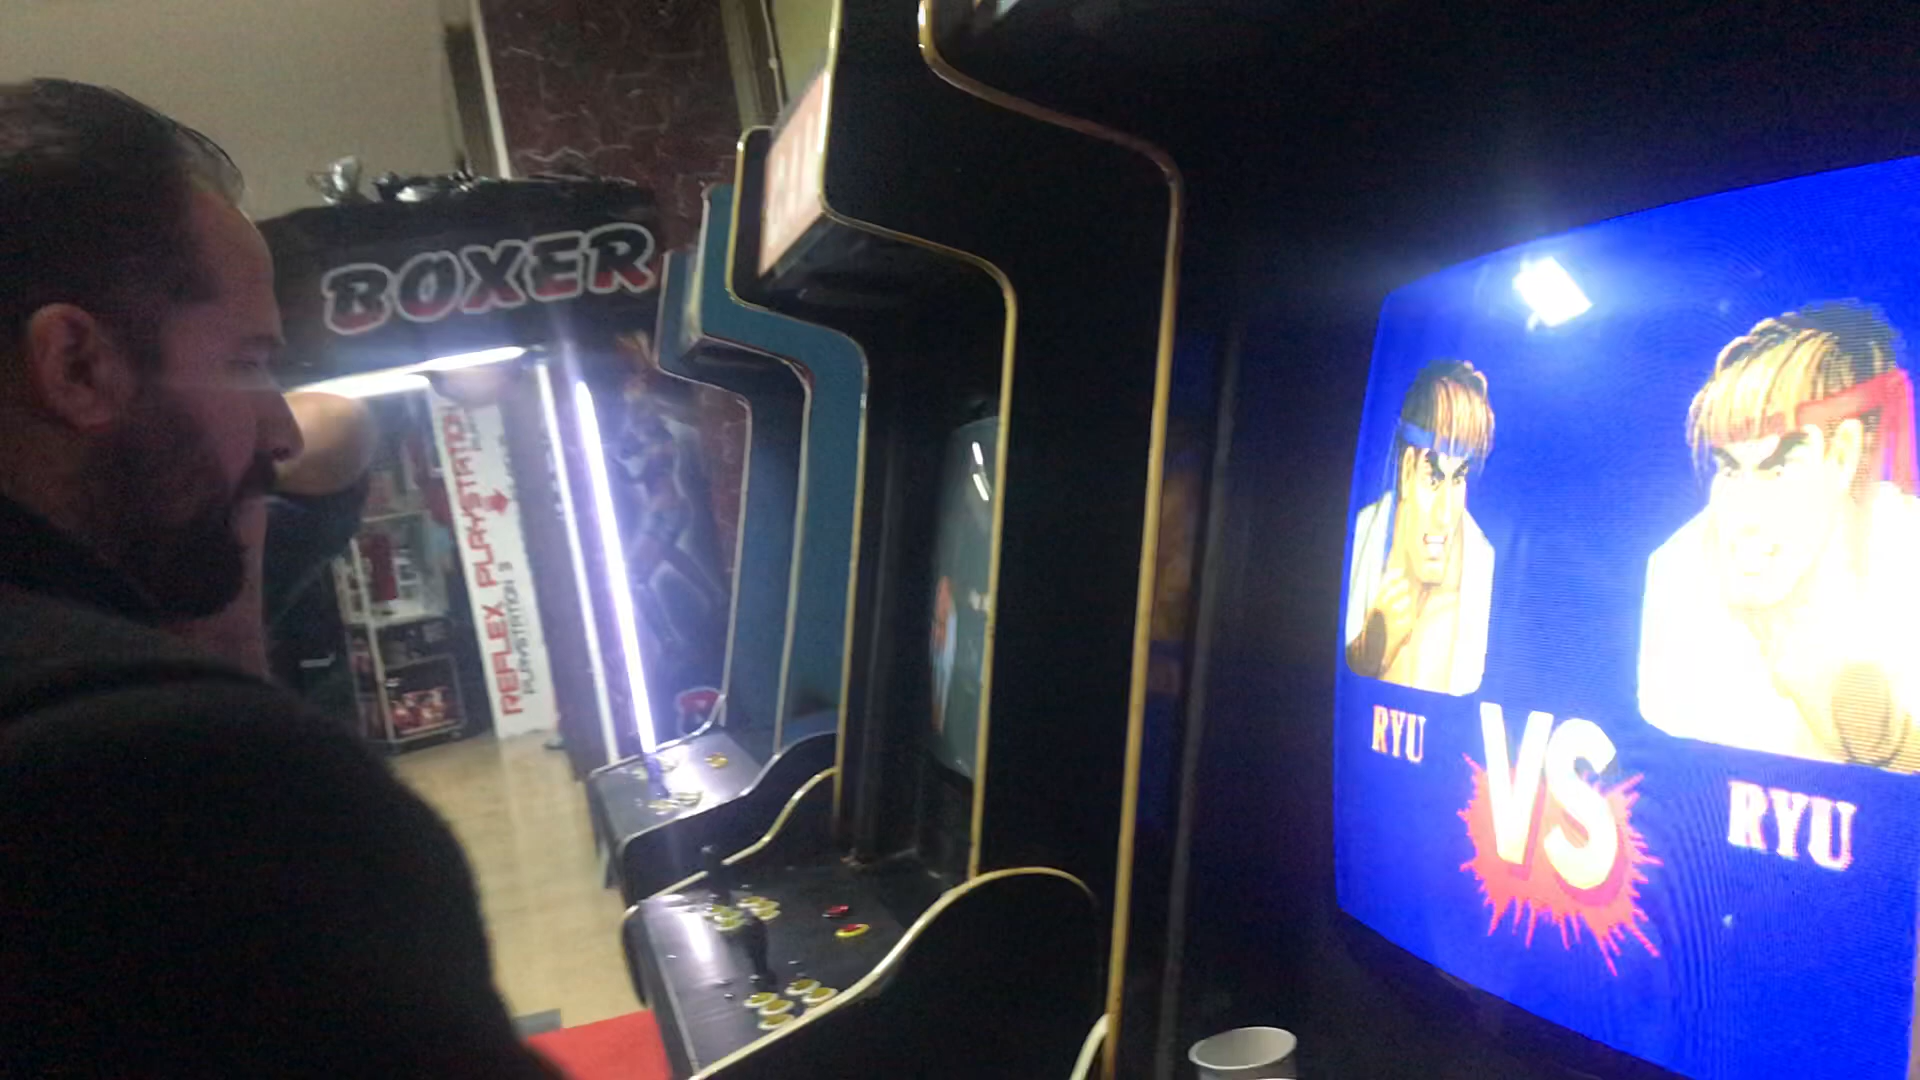 BOXER
REFLEX PLAYSTATION
PLAYSTATION 3
RYU
VS
RYU